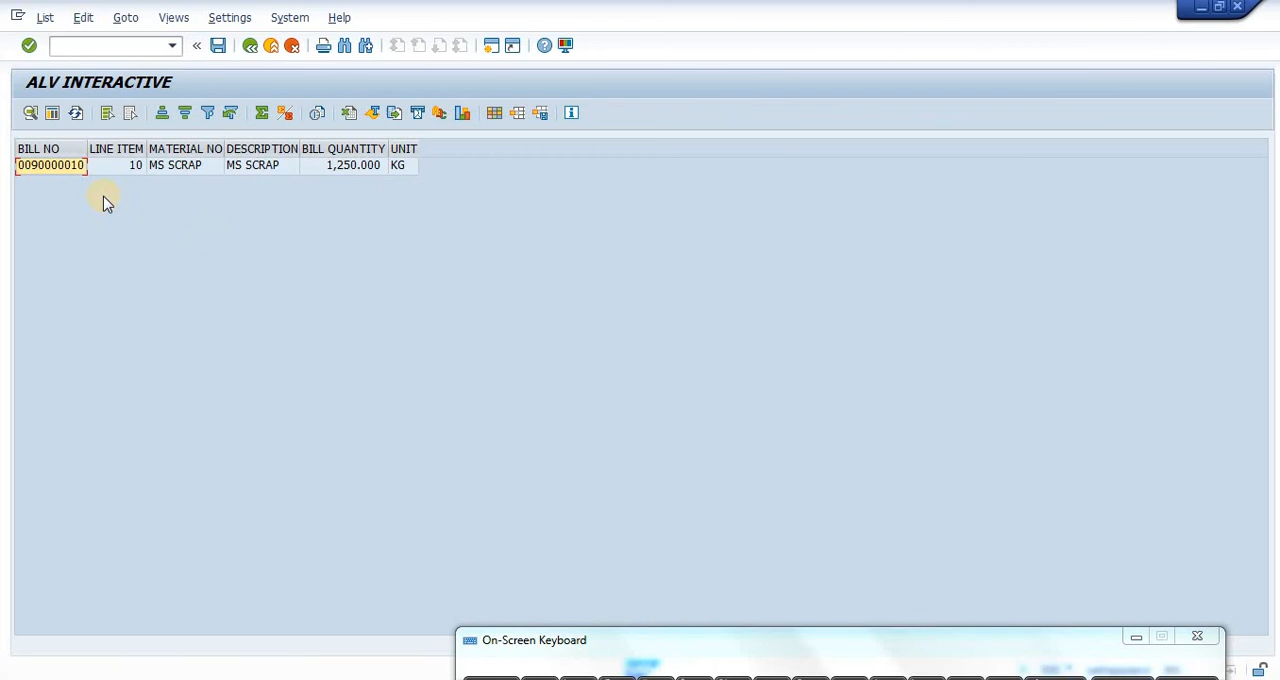 List Edit Goto Views Settings System Help
ALV INTERACTIVE
BILL NO LINE ITEM MATERIAL NO DESCRIPTION BILL QUANTITY UNIT
0090000010 10 MS SCRAP MS SCRAP 1,250.000 KG
On-Screen Keyboard